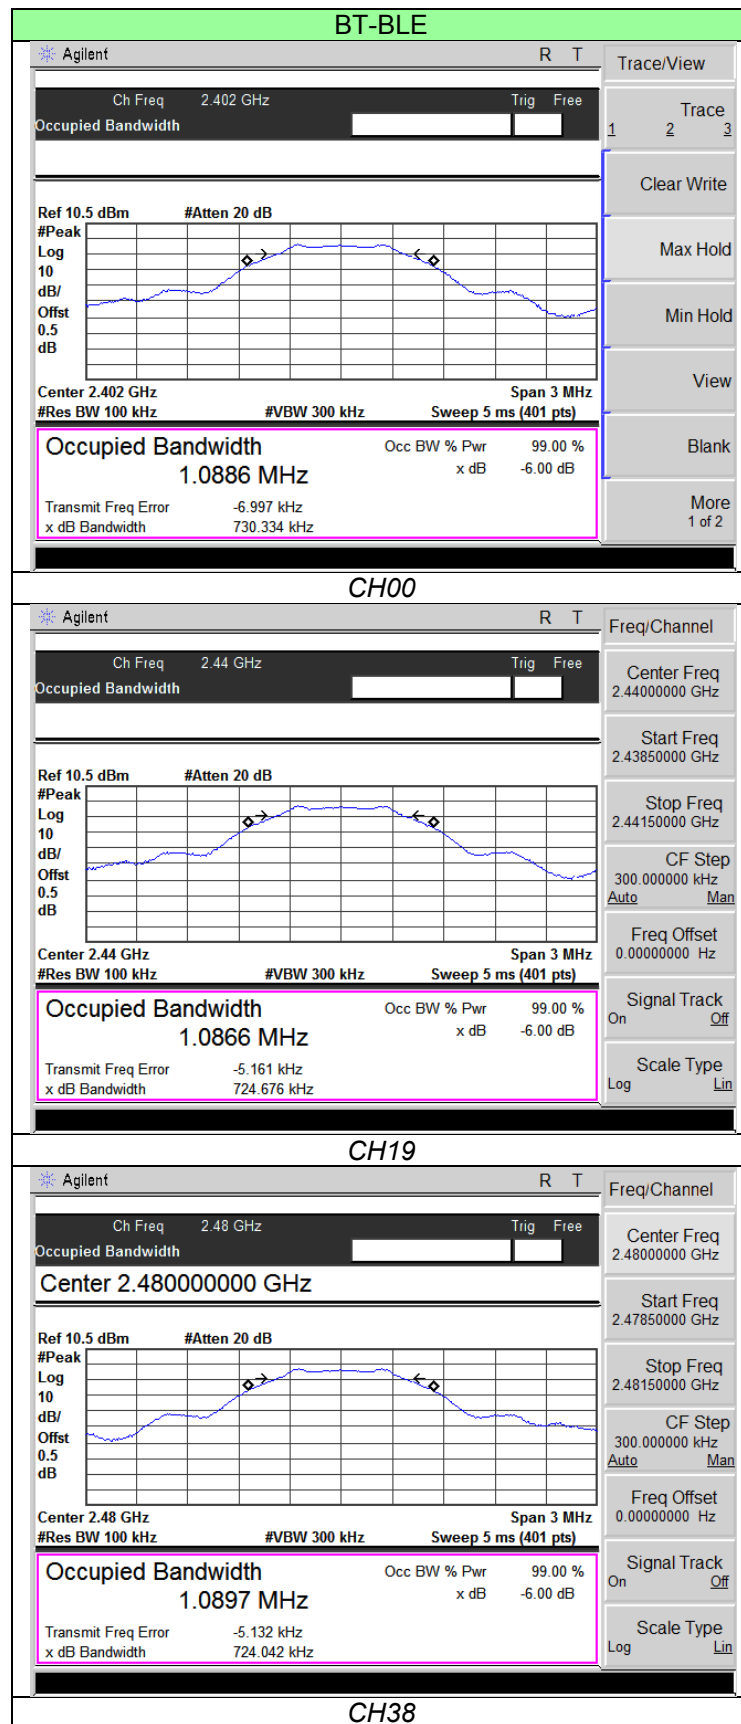 BT-BLE
Agilent R T
Trace/View
Ch Freq 2.402 GHz Trig Free
Occupied Bandwidth
Trace
1 2 3
Clear Write
Ref 10.5 dBm #Atten 20 dB
#Peak
Log
10
dB/
Offst
0.5
dB
Max Hold
Min Hold
View
Center 2.402 GHz Span 3 MHz
#Res BW 100 kHz #VBW 300 kHz Sweep 5 ms (401 pts)
Occupied Bandwidth Occ BW % Pwr 99.00 %
1.0886 MHz x dB -6.00 dB
Transmit Freq Error -6.997 kHz
x dB Bandwidth 730.334 kHz
Blank
More
1 of 2
CH00
Agilent R T
Freq/Channel
Ch Freq 2.44 GHz Trig Free
Occupied Bandwidth
Center Freq
2.44000000 GHz
Start Freq
2.43850000 GHz
Ref 10.5 dBm #Atten 20 dB
#Peak
Log
10
dB/
Offst
0.5
dB
Stop Freq
2.44150000 GHz
CF Step
300.000000 kHz
Auto Man
Freq Offset
0.00000000 Hz
Center 2.44 GHz Span 3 MHz
#Res BW 100 kHz #VBW 300 kHz Sweep 5 ms (401 pts)
Occupied Bandwidth Occ BW % Pwr 99.00 %
1.0866 MHz x dB -6.00 dB
Transmit Freq Error -5.161 kHz
x dB Bandwidth 724.676 kHz
Signal Track
On Off
Scale Type
Log Lin
CH19
Agilent R T
Freq/Channel
Ch Freq 2.48 GHz Trig Free
Occupied Bandwidth
Center 2.480000000 GHz
Center Freq
2.48000000 GHz
Start Freq
2.47850000 GHz
Ref 10.5 dBm #Atten 20 dB
#Peak
Log
10
dB/
Offst
0.5
dB
Stop Freq
2.48150000 GHz
CF Step
300.000000 kHz
Auto Man
Freq Offset
0.00000000 Hz
Center 2.48 GHz Span 3 MHz
#Res BW 100 kHz #VBW 300 kHz Sweep 5 ms (401 pts)
Occupied Bandwidth Occ BW % Pwr 99.00 %
1.0897 MHz x dB -6.00 dB
Transmit Freq Error -5.132 kHz
x dB Bandwidth 724.042 kHz
Signal Track
On Off
Scale Type
Log Lin
CH38